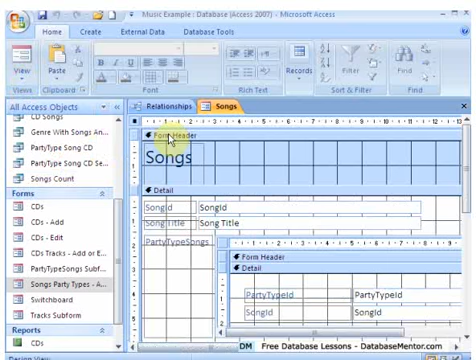 Music Example : Database (Access 2007) - Microsoft Access
Home Create External Data Database Tools
View Paste Records Filter Find
Views Clipboard Font Rich Text Sort & Filter Find
All Access Objects
Relationships Songs
CD Songs
Genre With Songs An...
PartyType Song CD
PartyType Song CD Se...
Songs Count
Forms
CDs
CDs - Add
CDs - Edit
CDs Tracks - Add or E...
PartyTypeSongs Subf...
Songs Party Types - A...
Switchboard
Tracks Subform
Reports
CDs
Form Header
Songs
Detail
SongId SongId
Song Title Song Title
PartyTypeSongs
Form Header
Detail
PartyTypeId PartyTypeId
SongId SongId
DM Free Database Lessons - DatabaseMentor.com
Design View